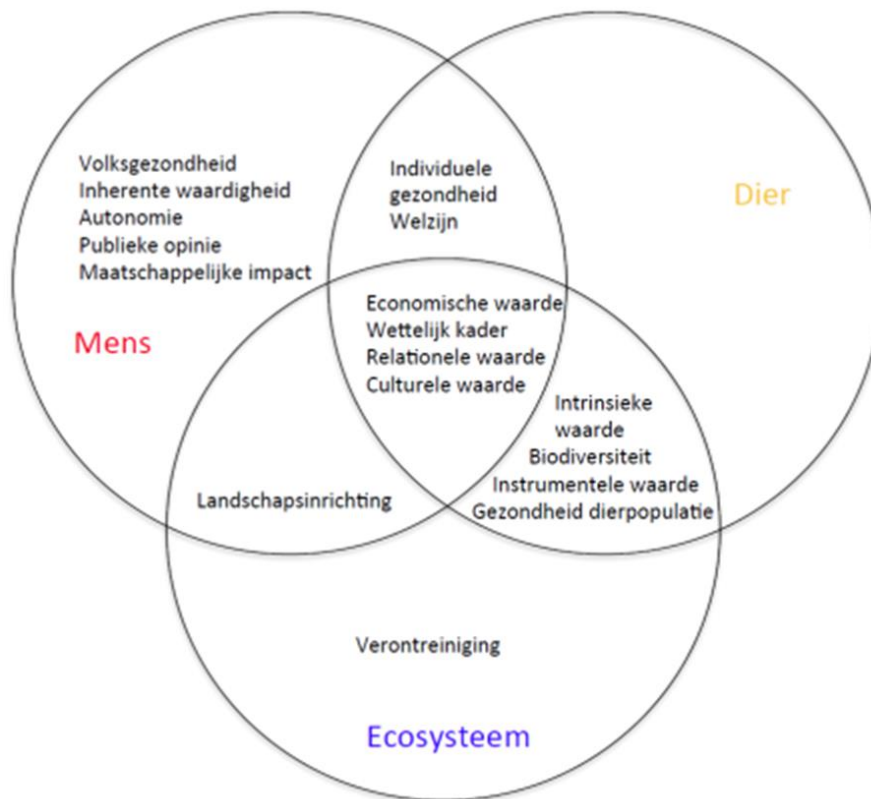 Volksgezondheid
Inherente waardigheid
Autonomie
Publieke opinie
Maatschappelijke impact
Mens
Individuele
gezondheid
Welzijn
Dier
Economische waarde
Wettelijk kader
Relationele waarde
Culturele waarde
Intrinsieke
waarde
Biodiversiteit
Instrumentele waarde
Gezondheid dierpopulatie
Landschapsinrichting
Verontreiniging
Ecosysteem